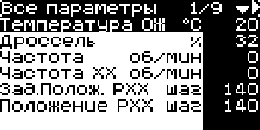 Все параметры 1/9
Температура ОЖ °C 20
Дроссель % 32
Частота об/мин 0
Частота XX об/мин 0
Зад.Полож. РХХ шаг 140
Положение РХХ шаг 140